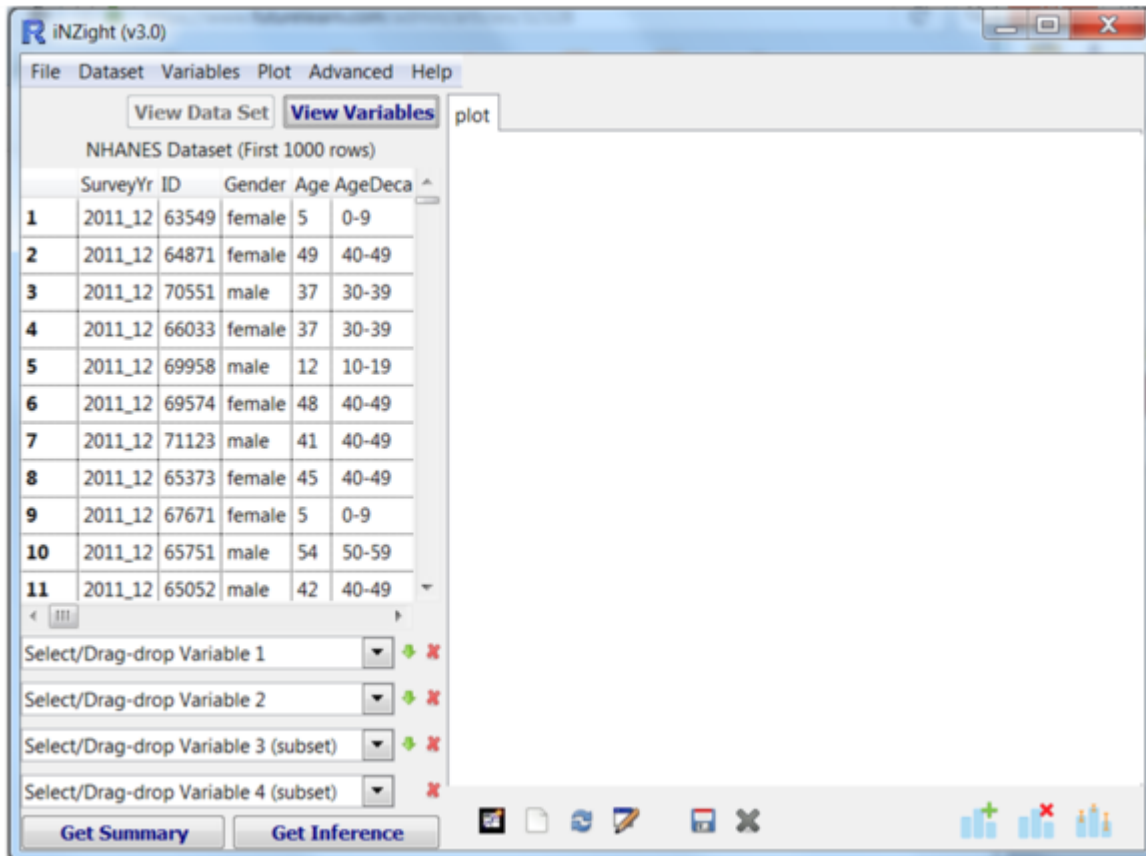 iNZight (v3.0)
File Dataset Variables Plot Advanced Help
View Data Set View Variables
plot
NHANES Dataset (First 1000 rows)
SurveyYr ID Gender Age AgeDeca
1 2011_12 63549 female 5 0-9
2 2011_12 64871 female 49 40-49
3 2011_12 70551 male 37 30-39
4 2011_12 66033 female 37 30-39
5 2011_12 69958 male 12 10-19
6 2011_12 69574 female 48 40-49
7 2011_12 71123 male 41 40-49
8 2011_12 65373 female 45 40-49
9 2011_12 67671 female 5 0-9
10 2011_12 65751 male 54 50-59
11 2011_12 65052 male 42 40-49
Select/Drag-drop Variable 1
Select/Drag-drop Variable 2
Select/Drag-drop Variable 3 (subset)
Select/Drag-drop Variable 4 (subset)
Get Summary Get Inference